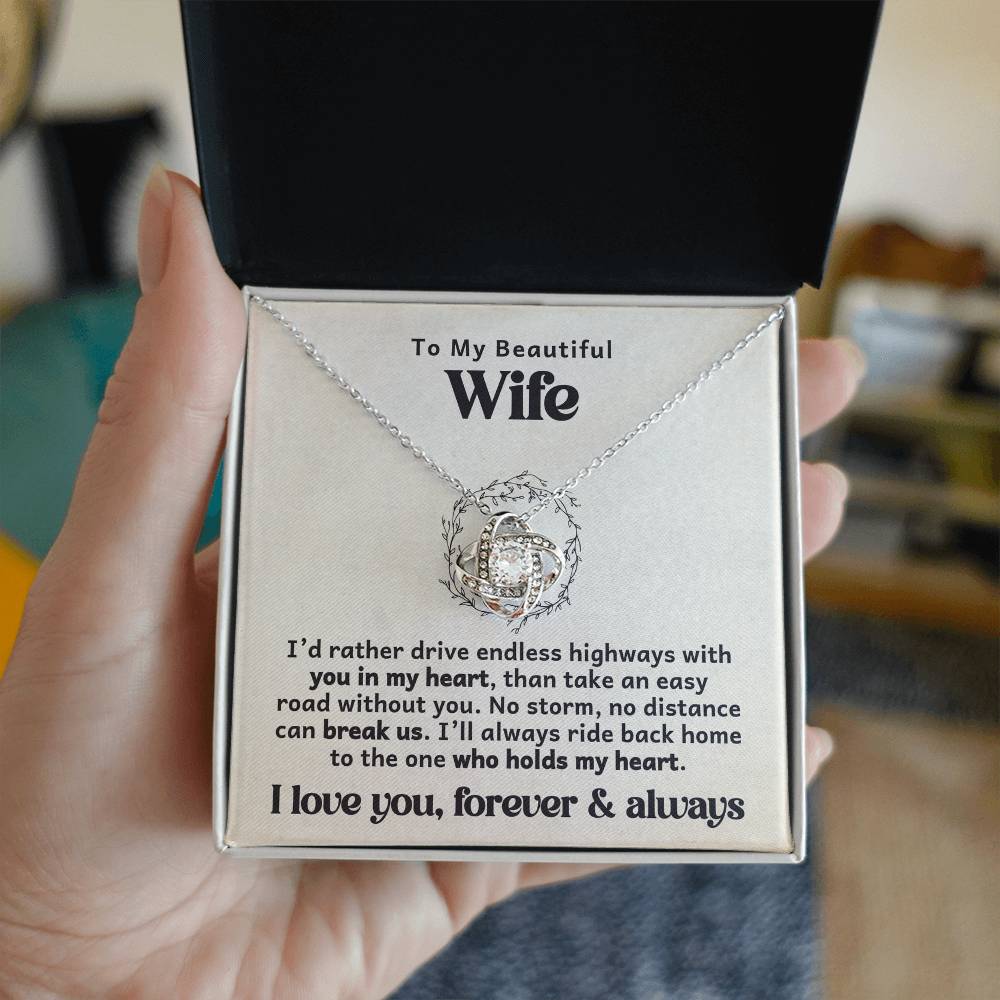 To My Beautiful
Wife
I’d rather drive endless highways with
you in my heart, than take an easy
road without you. No storm, no distance
can break us. I’ll always ride back home
to the one who holds my heart.
I love you, forever & always